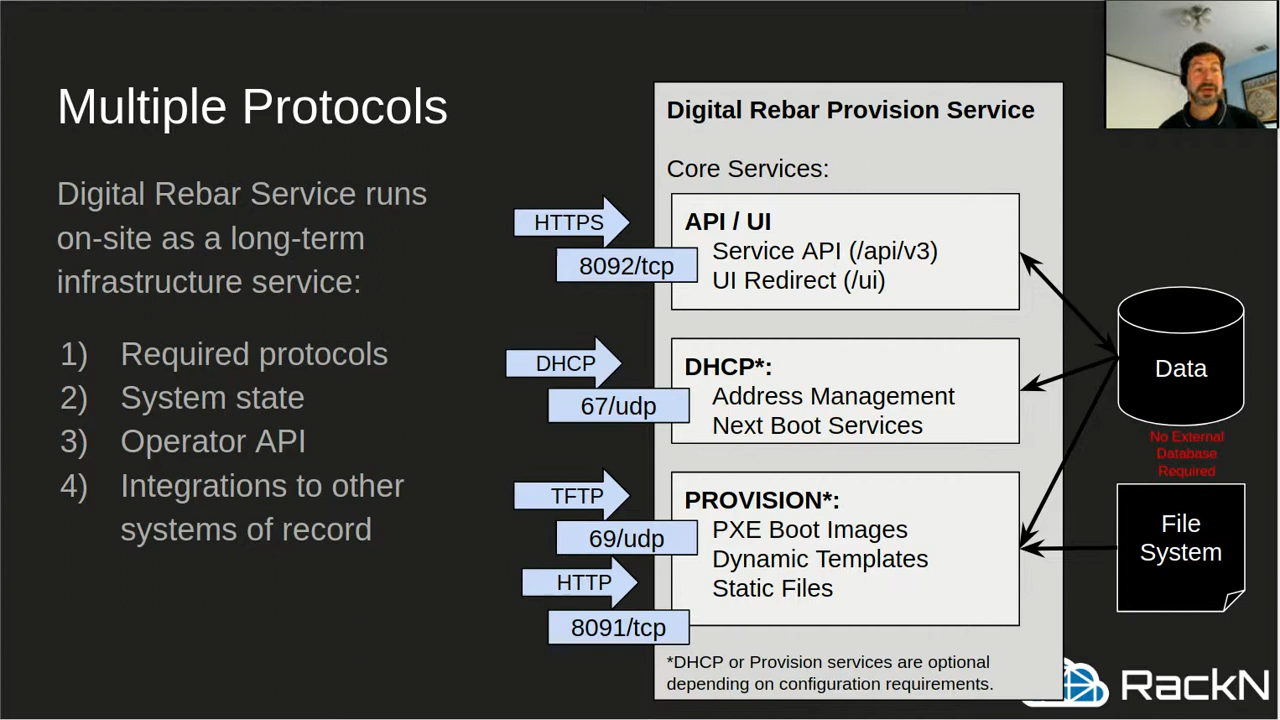 Multiple Protocols
Digital Rebar Service runs
on-site as a long-term
infrastructure service:
1) Required protocols
2) System state
3) Operator API
4) Integrations to other
systems of record
Digital Rebar Provision Service
Core Services:
HTTPS
8092/tcp
API / UI
Service API (/api/v3)
UI Redirect (/ui)
DHCP
67/udp
DHCP*:
Address Management
Next Boot Services
TFTP
69/udp
HTTP
8091/tcp
PROVISION*:
PXE Boot Images
Dynamic Templates
Static Files
*DHCP or Provision services are optional
depending on configuration requirements.
Data
No External
Database
Required
File
System
RackN